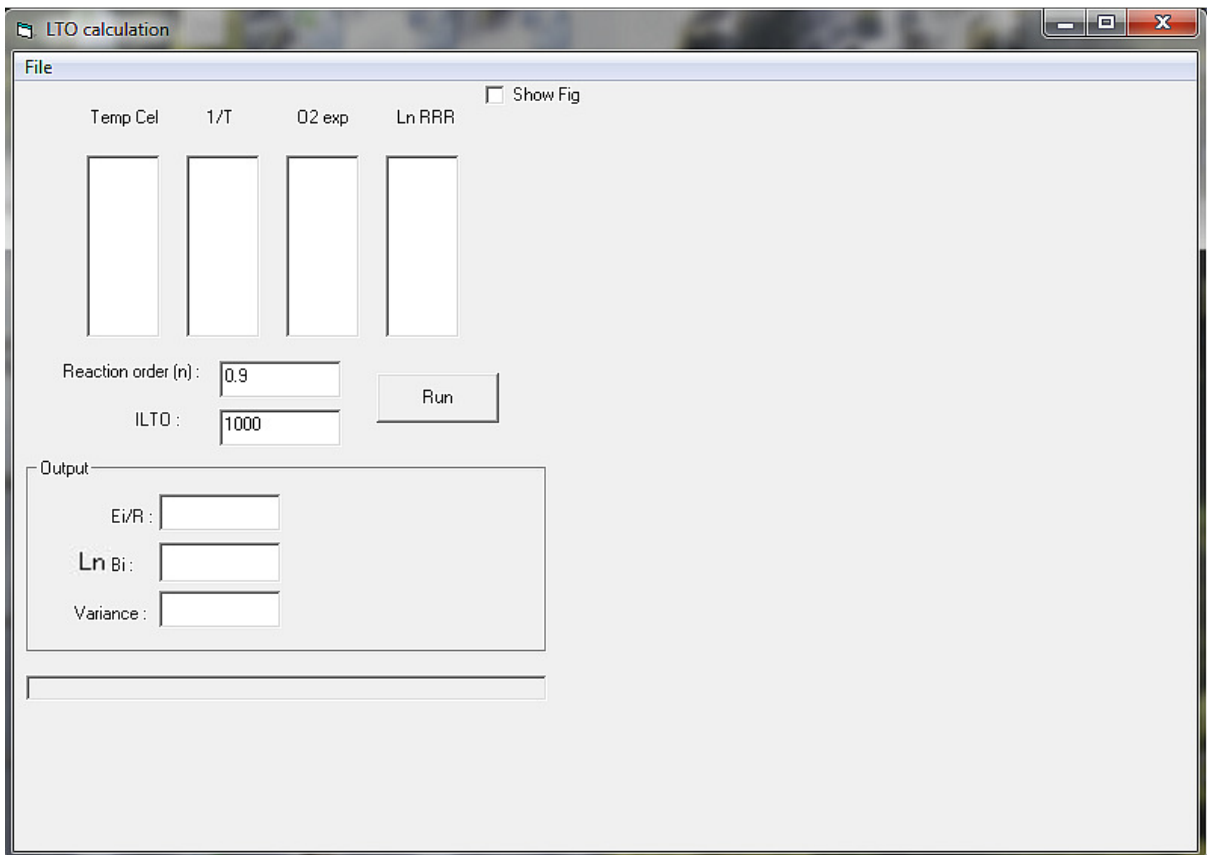 LTO calculation
File
Show Fig
Temp Cel 1/T O2 exp Ln RRR
Reaction order (n) : 0.9
Run
ILTO : 1000
Output
Ei/R :
Ln Bi :
Variance :